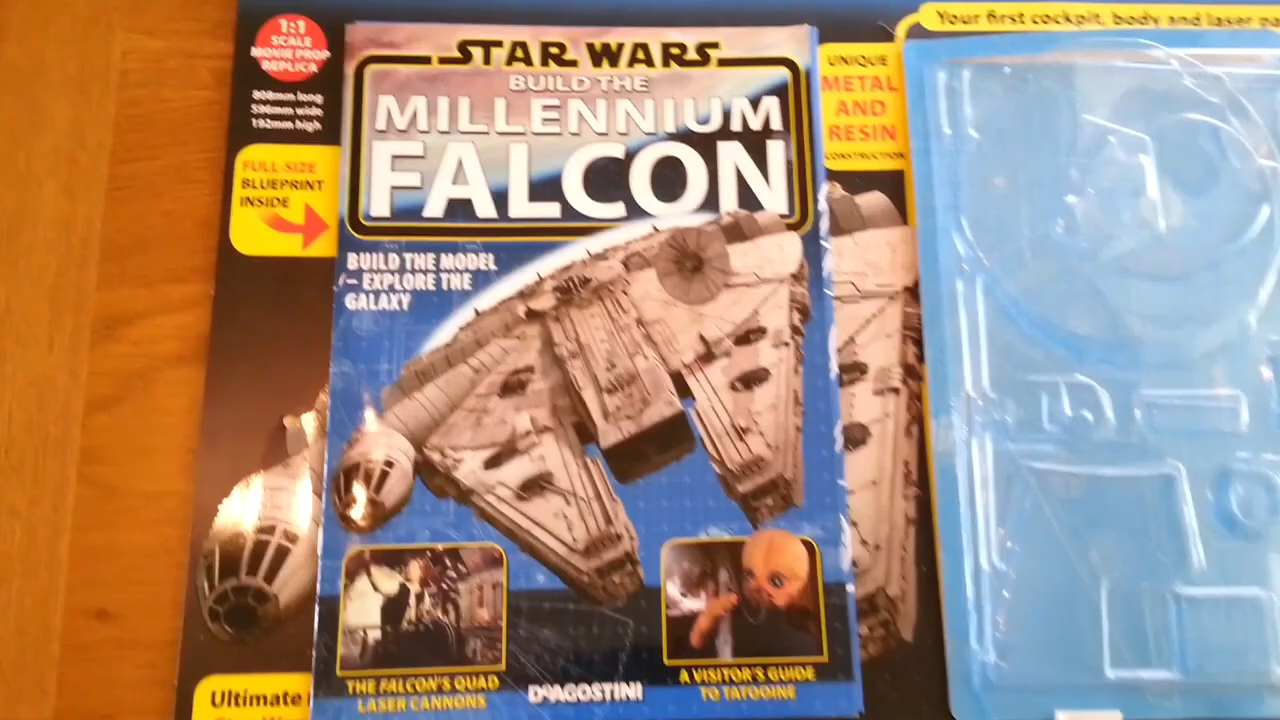 1:1
SCALE
MOVIE PROP
REPLICA
808mm long
596mm wide
192mm high
FULL-SIZE
BLUEPRINT
INSIDE
STAR WARS
BUILD THE
MILLENNIUM
FALCON
BUILD THE MODEL
– EXPLORE THE
GALAXY
THE FALCON'S QUAD
LASER CANNONS
DeAGOSTINI
A VISITOR'S GUIDE
TO TATOOINE
UNIQUE
METAL
AND
RESIN
CONSTRUCTION
Your first cockpit, body and laser
Ultimate